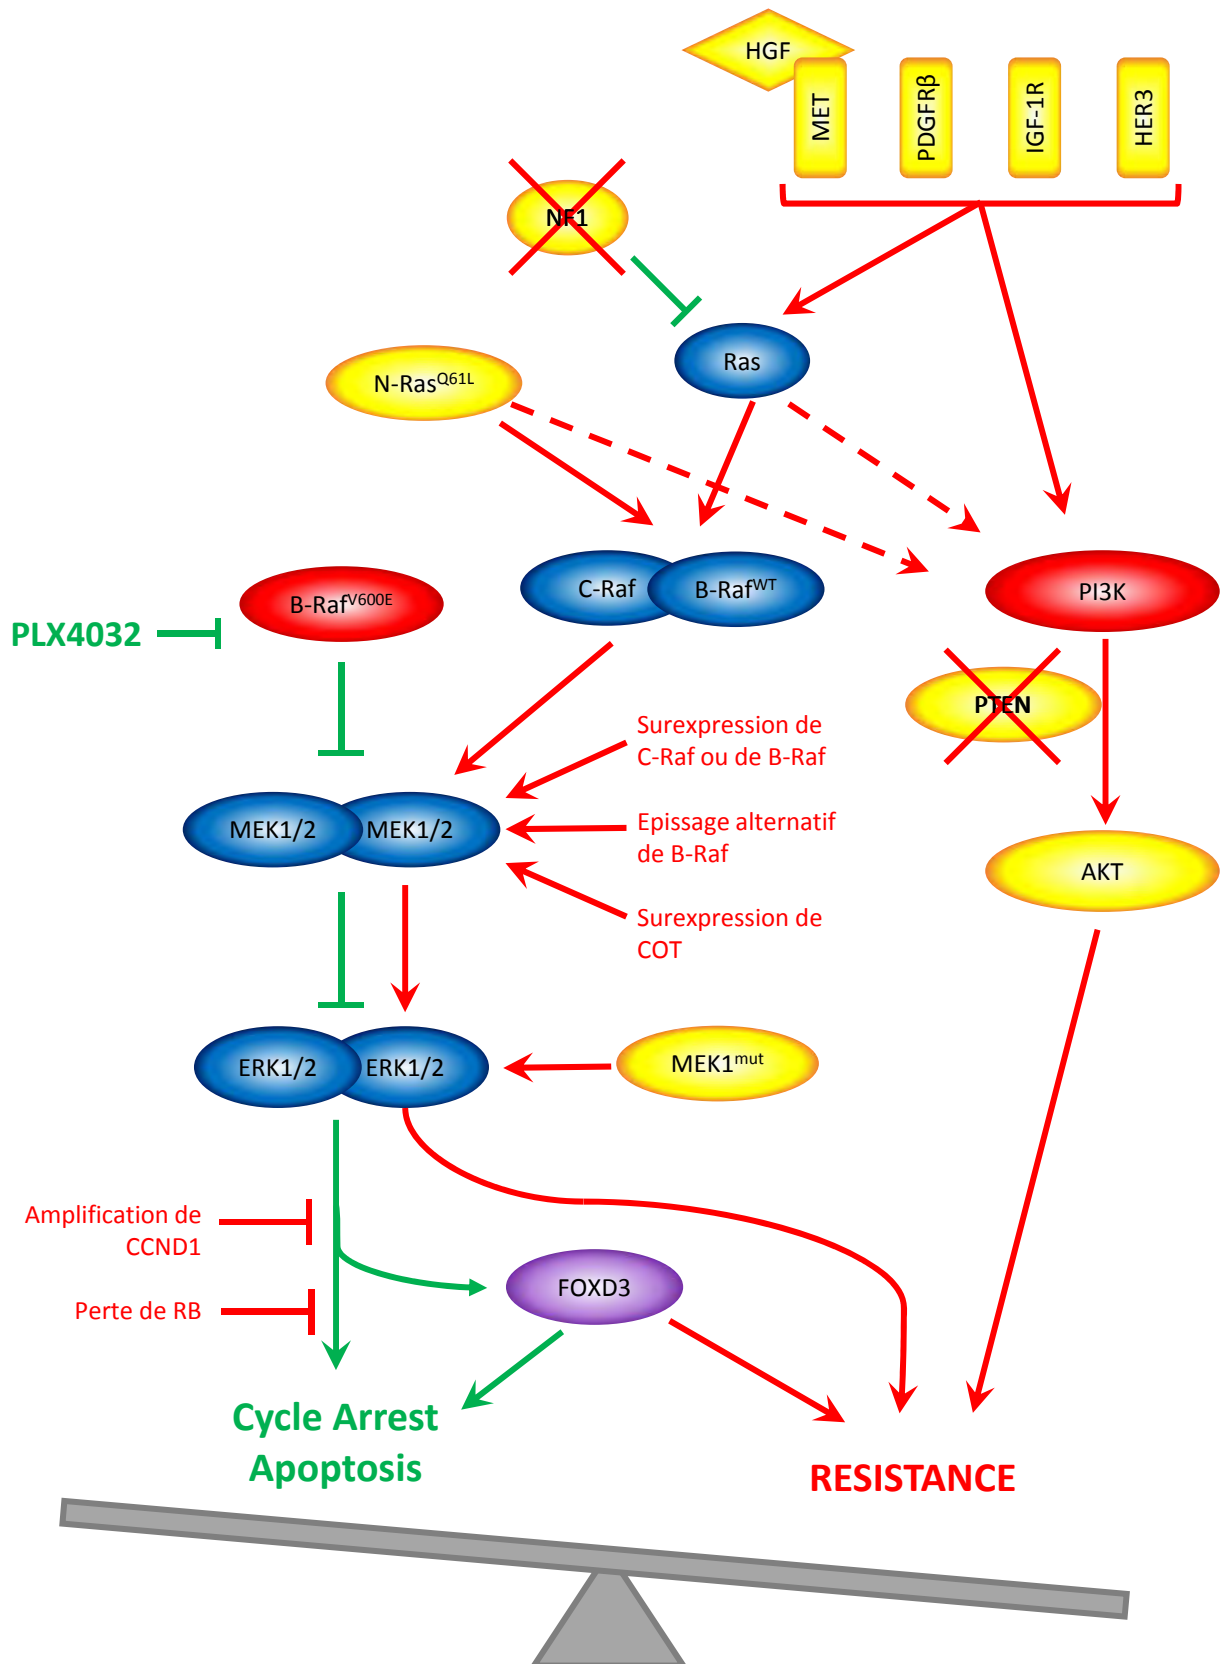 HGF
MET
PDGFRβ
IGF-1R
HER3
NF1
Ras
N-Ras^Q61L
C-Raf
B-Raf^WT
B-Raf^V600E
PI3K
PLX4032
PTEN
Surexpression de
C-Raf ou de B-Raf
MEK1/2
MEK1/2
Epissage alternatif
de B-Raf
AKT
Surexpression de
COT
ERK1/2
ERK1/2
MEK1^mut
Amplification de
CCND1
FOXD3
Perte de RB
Cycle Arrest
Apoptosis
RESISTANCE